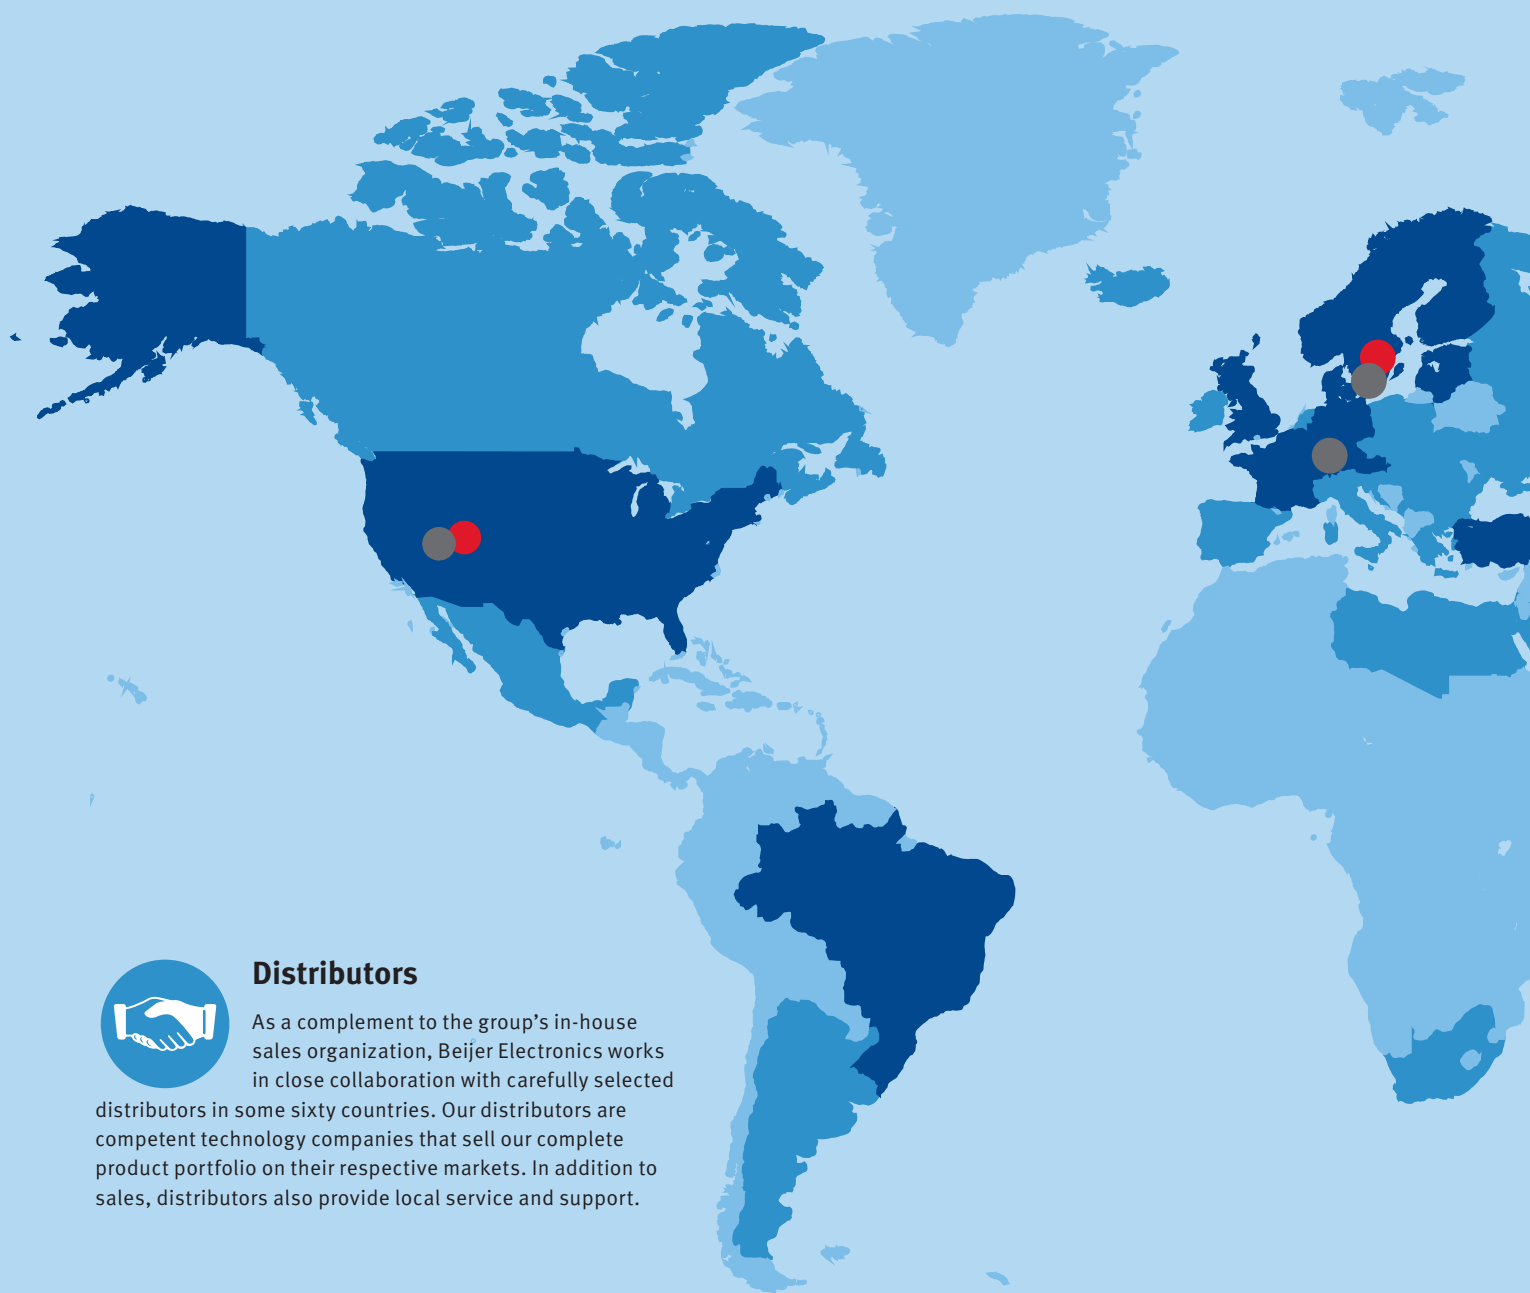 Distributors
As a complement to the group’s in-house
sales organization, Beijer Electronics works
in close collaboration with carefully selected
distributors in some sixty countries. Our distributors are
competent technology companies that sell our complete
product portfolio on their respective markets. In addition to
sales, distributors also provide local service and support.